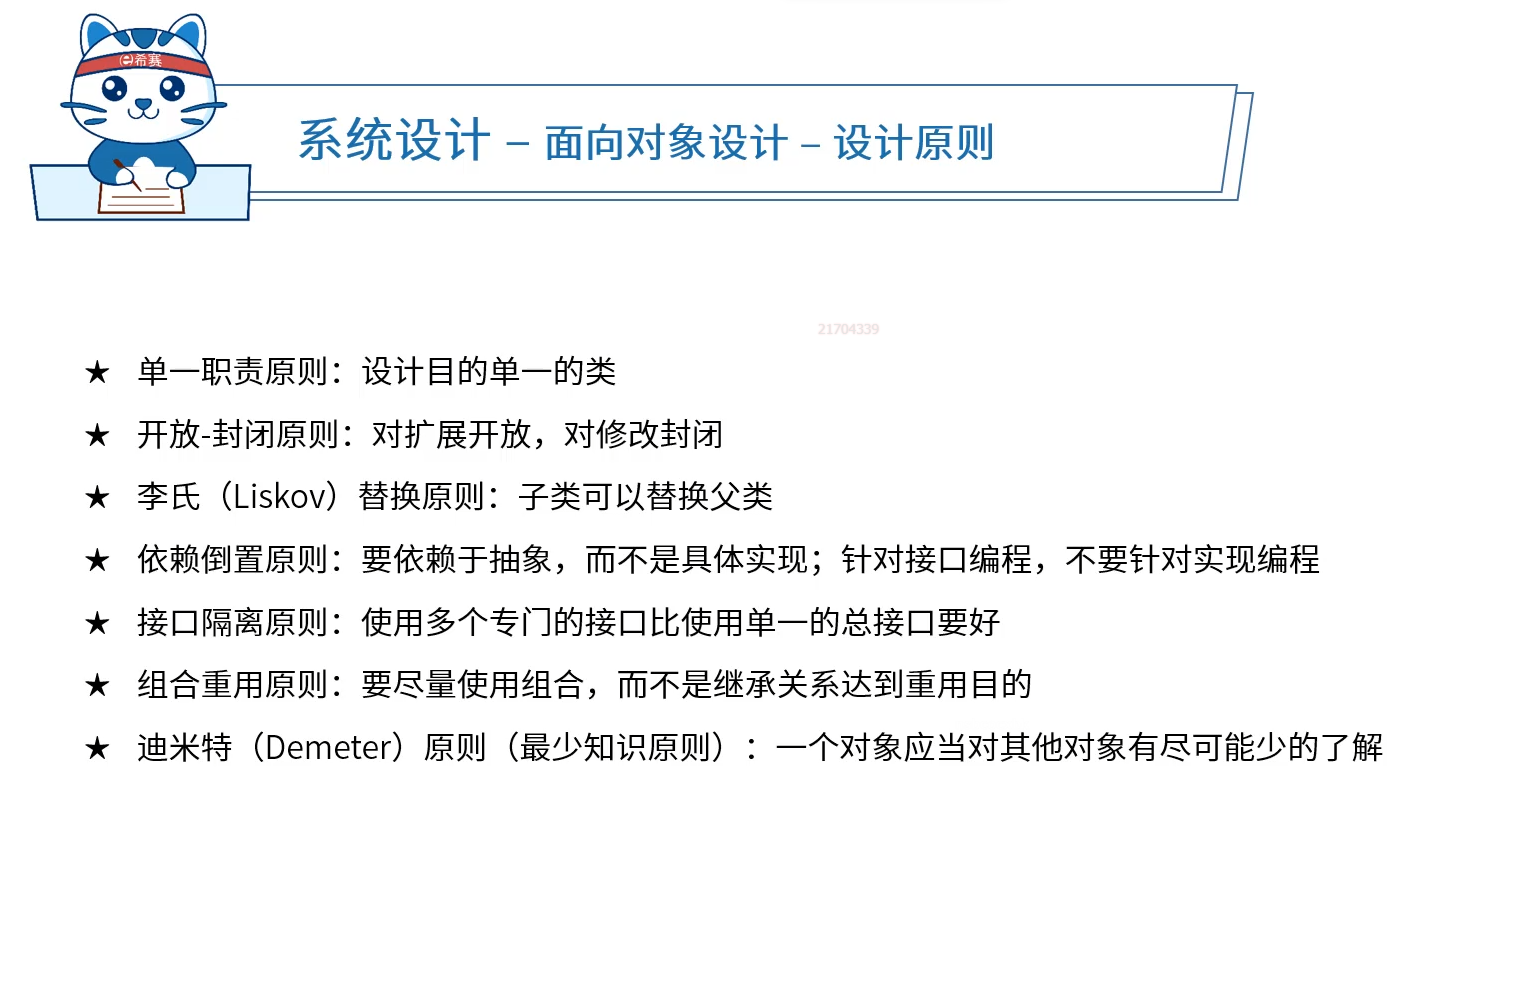 e希赛
系统设计 – 面向对象设计 – 设计原则
21704339
★ 单一职责原则：设计目的单一的类
★ 开放-封闭原则：对扩展开放，对修改封闭
★ 李氏（Liskov）替换原则：子类可以替换父类
★ 依赖倒置原则：要依赖于抽象，而不是具体实现；针对接口编程，不要针对实现编程
★ 接口隔离原则：使用多个专门的接口比使用单一的总接口要好
★ 组合重用原则：要尽量使用组合，而不是继承关系达到重用目的
★ 迪米特（Demeter）原则（最少知识原则）：一个对象应当对其他对象有尽可能少的了解